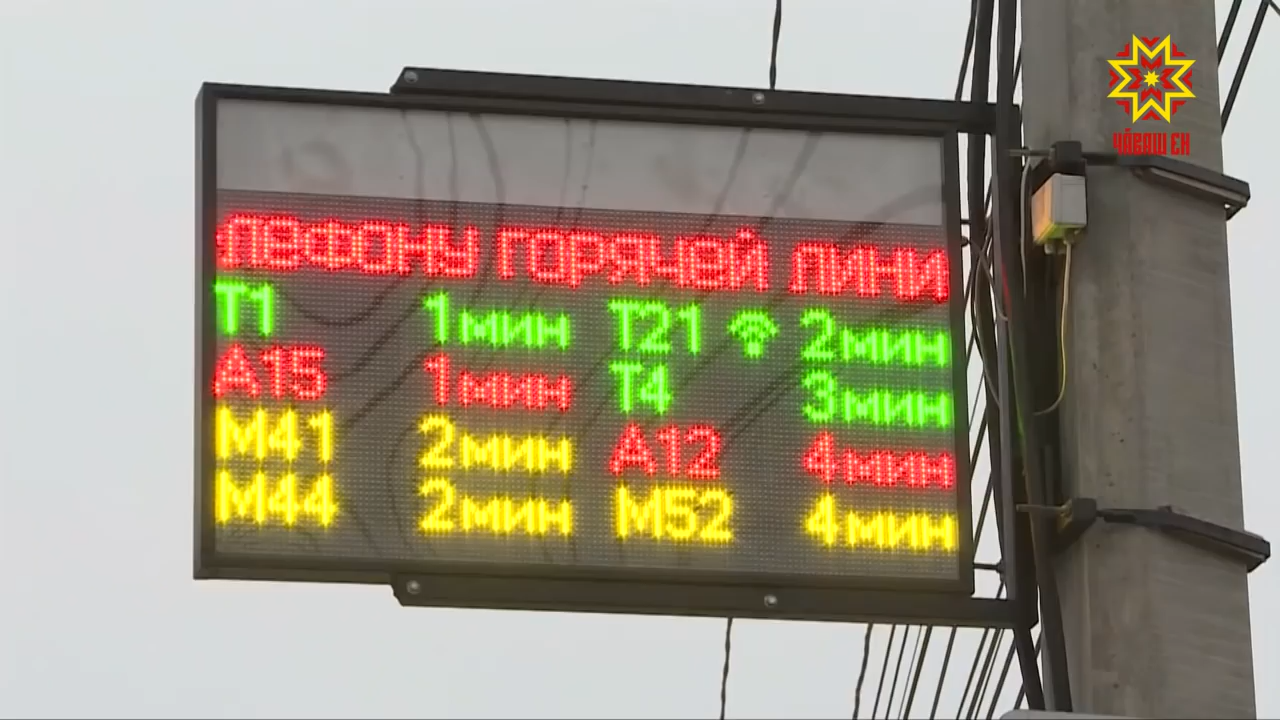 ЛЕФОНУ ГОРЯЧЕЙ ЛИНИ
Т1 1мин Т21 2мин
А15 1мин Т4 3мин
М41 2мин А12 4мин
М44 2мин М52 4мин
ЧӐВАШ ЕН